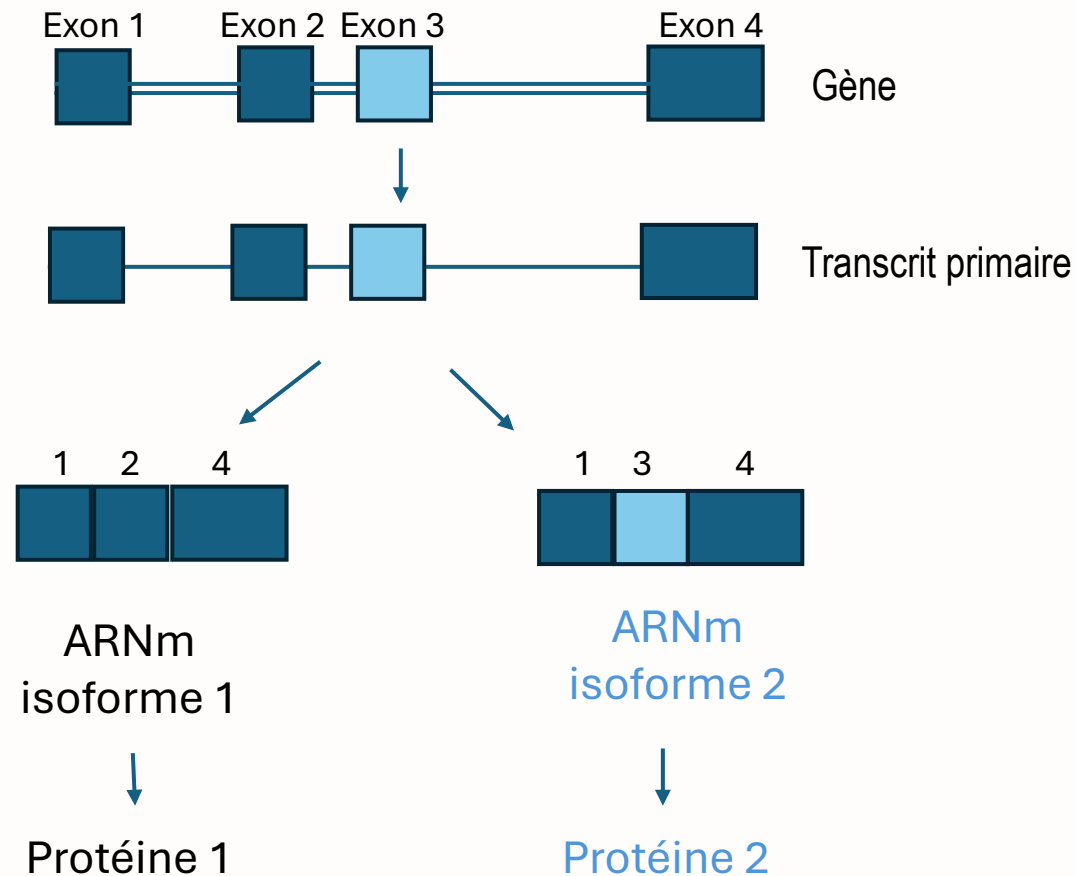 Exon 1
Exon 2
Exon 3
Exon 4
Gène
Transcrit primaire
1
2
4
1
3
4
ARNm
isoforme 1
ARNm
isoforme 2
Protéine 1
Protéine 2